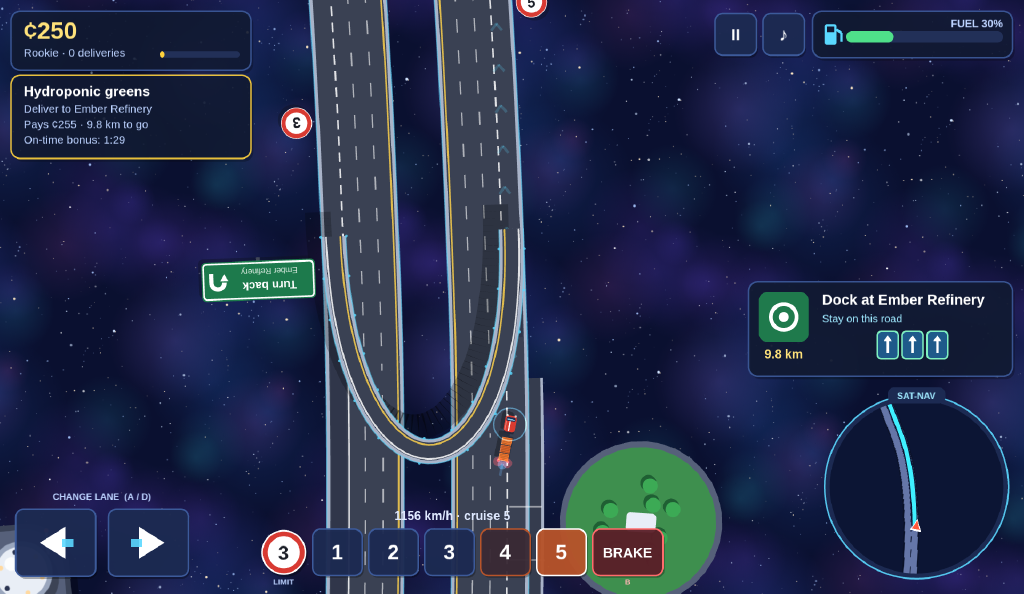 ¢250
Rookie · 0 deliveries
Hydroponic greens
Deliver to Ember Refinery
Pays ¢255 · 9.8 km to go
On-time bonus: 1:29
5
3
FUEL 30%
Turn back
Ember Refinery
Dock at Ember Refinery
Stay on this road
9.8 km
SAT-NAV
CHANGE LANE (A / D)
1156 km/h · cruise 5
3
LIMIT
1
2
3
4
5
BRAKE
B